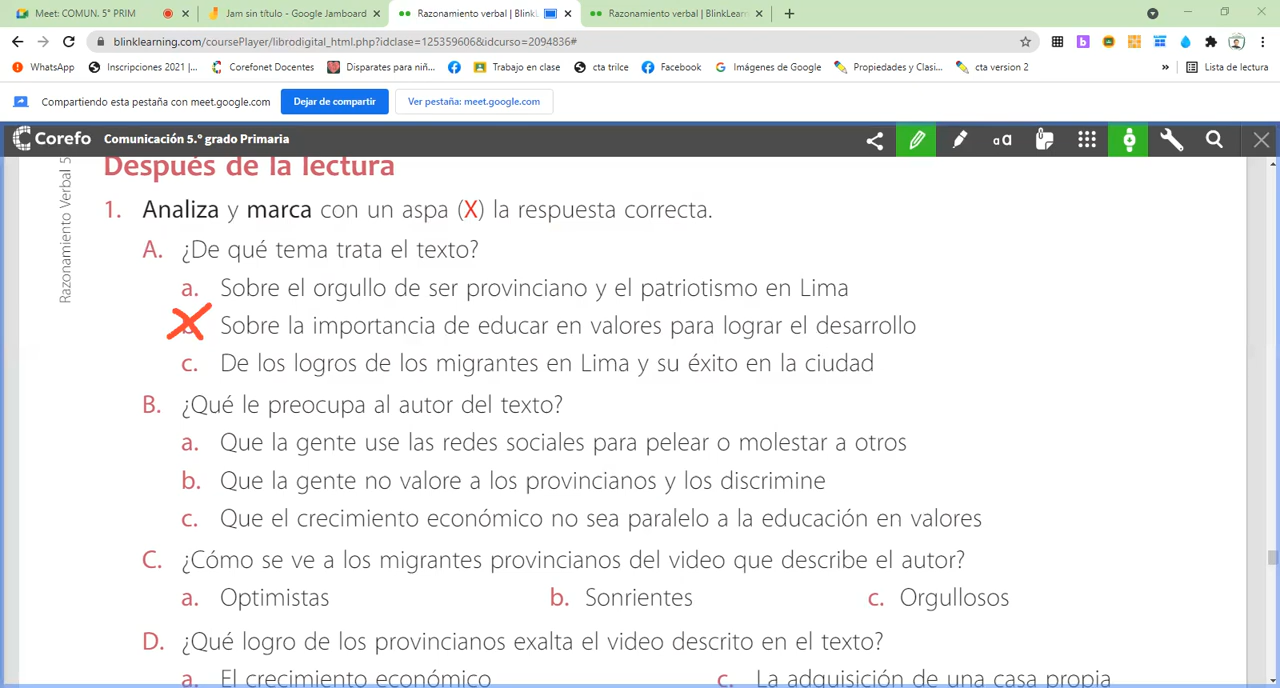 Meet: COMUN. 5° PRIM
Jam sin título - Google Jamboard
Razonamiento verbal | BlinkL
Razonamiento verbal | BlinkLearn
blinklearning.com/coursePlayer/librodigital_html.php?idclase=125359606&idcurso=2094836#
WhatsApp Inscripciones 2021 |... Corefonet Docentes Disparates para niñ... Trabajo en clase cta trilce Facebook Imágenes de Google Propiedades y Clasi... cta version 2 » Lista de lectura
Compartiendo esta pestaña con meet.google.com Dejar de compartir Ver pestaña: meet.google.com
Corefo Comunicación 5.º grado Primaria aa
Razonamiento Verbal 5
Después de la lectura
1. Analiza y marca con un aspa (X) la respuesta correcta.
A. ¿De qué tema trata el texto?
a. Sobre el orgullo de ser provinciano y el patriotismo en Lima
b. Sobre la importancia de educar en valores para lograr el desarrollo
c. De los logros de los migrantes en Lima y su éxito en la ciudad
B. ¿Qué le preocupa al autor del texto?
a. Que la gente use las redes sociales para pelear o molestar a otros
b. Que la gente no valore a los provincianos y los discrimine
c. Que el crecimiento económico no sea paralelo a la educación en valores
C. ¿Cómo se ve a los migrantes provincianos del video que describe el autor?
a. Optimistas b. Sonrientes c. Orgullosos
D. ¿Qué logro de los provincianos exalta el video descrito en el texto?
a. El crecimiento económico c. La adquisición de una casa propia